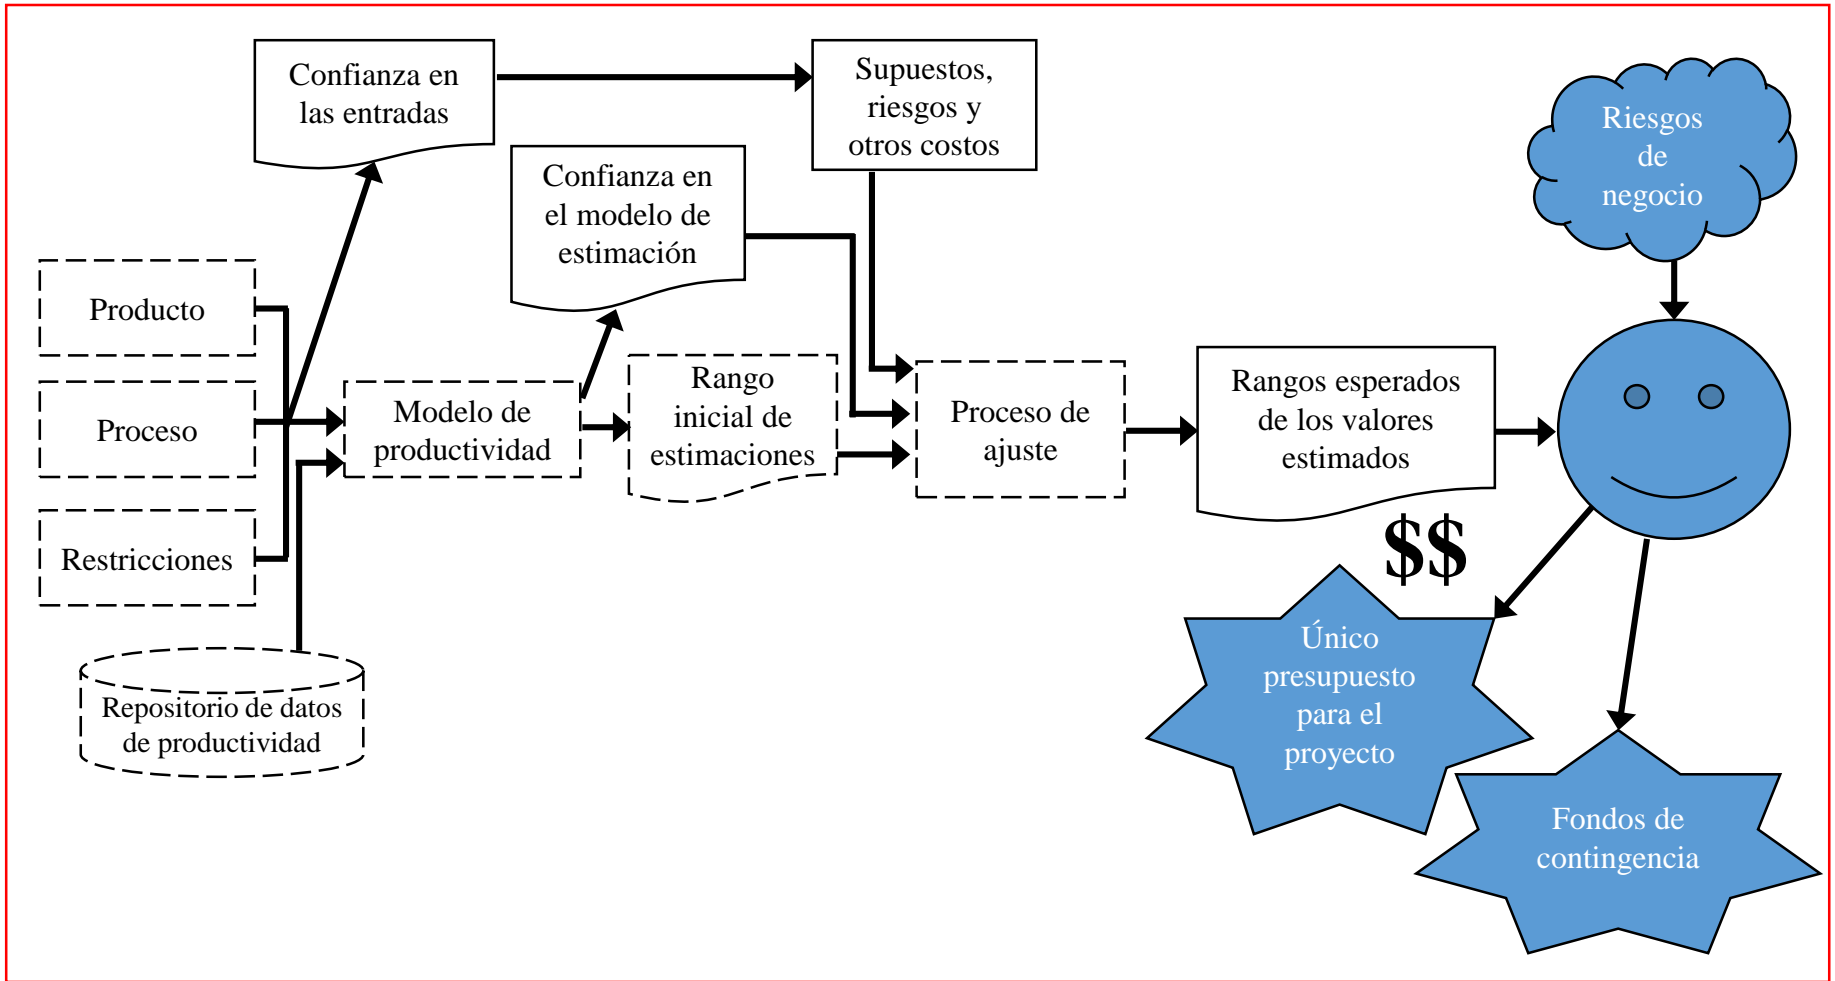 Confianza en
las entradas
Supuestos,
riesgos y
otros costos
Riesgos
de
negocio
Confianza en
el modelo de
estimación
Producto
Proceso
Restricciones
Modelo de
productividad
Rango
inicial de
estimaciones
Proceso de
ajuste
Rangos esperados
de los valores
estimados
$$
Repositorio de datos
de productividad
Único
presupuesto
para el
proyecto
Fondos de
contingencia